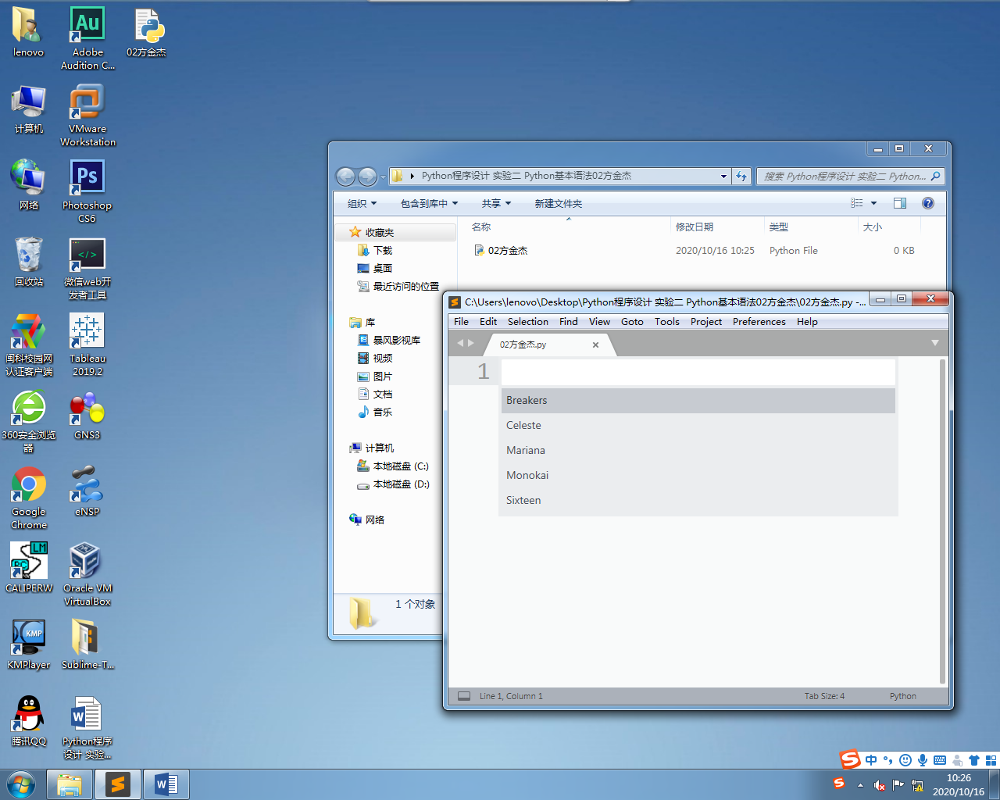 lenovo
Adobe
Audition C...
02方金杰
计算机
VMware
Workstation
网络
Photoshop
CS6
回收站
微信web开
发者工具
闽科校园网
认证客户端
Tableau
2019.2
360安全浏览
器
GNS3
Google
Chrome
eNSP
CALIPERW
Oracle VM
VirtualBox
KMPlayer
Sublime-T...
腾讯QQ
Python程序
设计 实验...
Python程序设计 实验二 Python基本语法02方金杰
搜索 Python程序设计 实验二 Python...
组织
包含到库中
共享
新建文件夹
收藏夹
下载
桌面
最近访问的位置
库
暴风影视库
视频
图片
文档
音乐
计算机
本地磁盘 (C:)
本地磁盘 (D:)
网络
名称
修改日期
类型
大小
02方金杰
2020/10/16 10:25
Python File
0 KB
1 个对象
C:\Users\lenovo\Desktop\Python程序设计 实验二 Python基本语法02方金杰\02方金杰.py -...
File Edit Selection Find View Goto Tools Project Preferences Help
02方金杰.py
1
Breakers
Celeste
Mariana
Monokai
Sixteen
Line 1, Column 1
Tab Size: 4
Python
中
10:26
2020/10/16